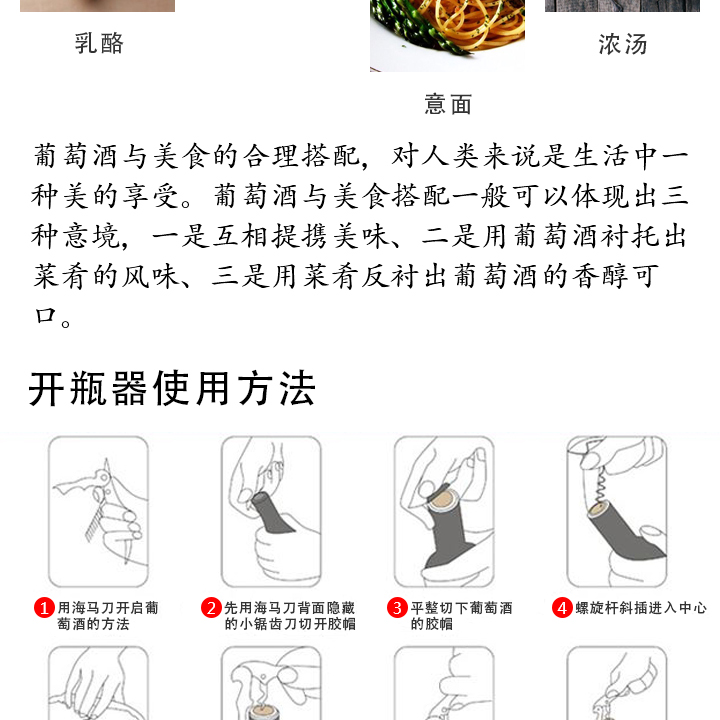 乳酪
浓汤
意面
葡萄酒与美食的合理搭配，对人类来说是生活中一
种美的享受。葡萄酒与美食搭配一般可以体现出三
种意境，一是互相提携美味、二是用葡萄酒衬托出
菜肴的风味、三是用菜肴反衬出葡萄酒的香醇可
口。
开瓶器使用方法
1 用海马刀开启葡
萄酒的方法
2 先用海马刀背面隐藏
的小锯齿刀切开胶帽
3 平整切下葡萄酒
的胶帽
4 螺旋杆斜插进入中心